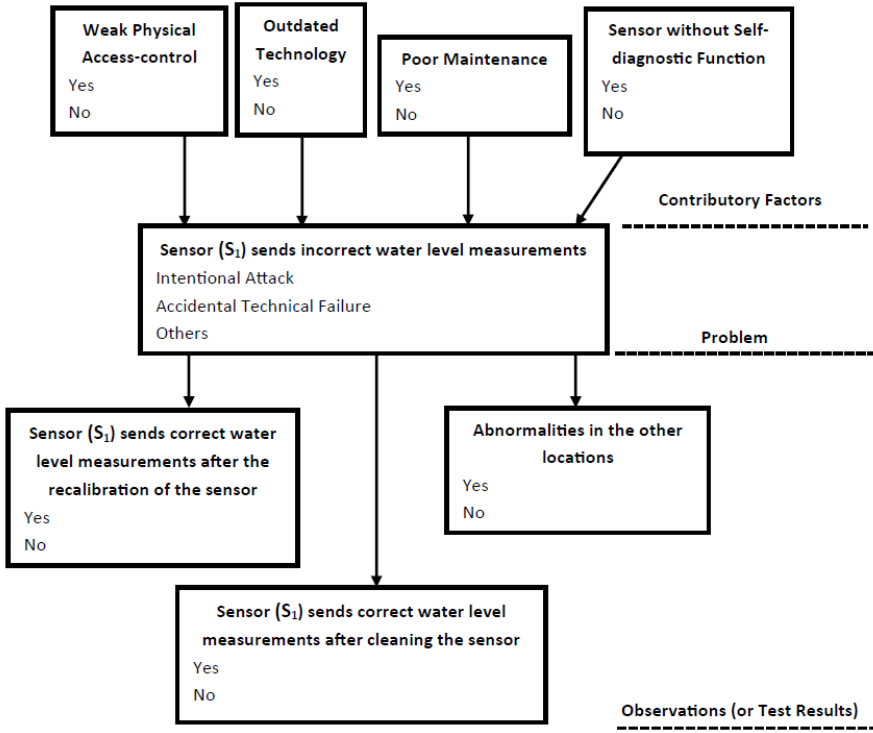 Weak Physical
Access-control
Yes
No
Outdated
Technology
Yes
No
Poor Maintenance
Yes
No
Sensor without Self-
diagnostic Function
Yes
No
Contributory Factors
Sensor (S₁) sends incorrect water level measurements
Intentional Attack
Accidental Technical Failure
Others
Problem
Sensor (S₁) sends correct water
level measurements after the
recalibration of the sensor
Yes
No
Abnormalities in the other
locations
Yes
No
Sensor (S₁) sends correct water level
measurements after cleaning the sensor
Yes
No
Observations (or Test Results)